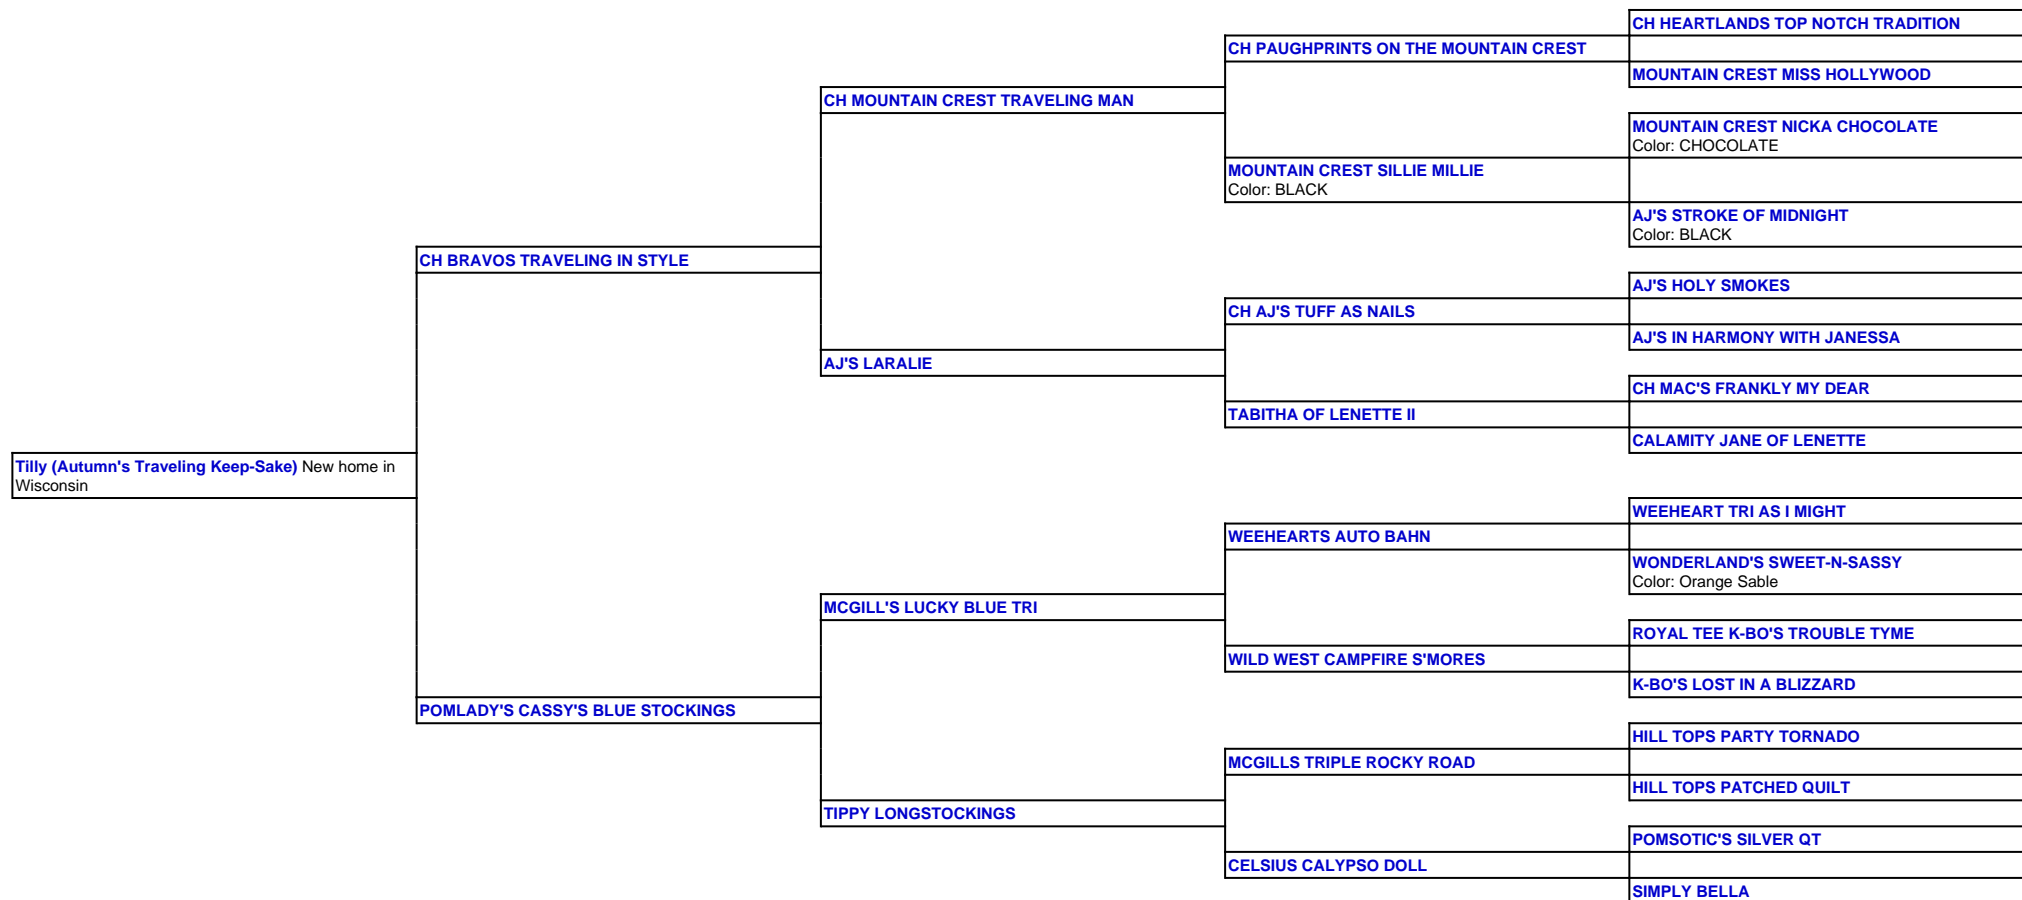 CH HEARTLANDS TOP NOTCH TRADITION
CH PAUGHPRINTS ON THE MOUNTAIN CREST
MOUNTAIN CREST MISS HOLLYWOOD
CH MOUNTAIN CREST TRAVELING MAN
MOUNTAIN CREST NICKA CHOCOLATE
Color: CHOCOLATE
MOUNTAIN CREST SILLIE MILLIE
Color: BLACK
AJ'S STROKE OF MIDNIGHT
Color: BLACK
CH BRAVOS TRAVELING IN STYLE
AJ'S HOLY SMOKES
CH AJ'S TUFF AS NAILS
AJ'S IN HARMONY WITH JANESSA
AJ'S LARALIE
CH MAC'S FRANKLY MY DEAR
TABITHA OF LENETTE II
CALAMITY JANE OF LENETTE
Tilly (Autumn's Traveling Keep-Sake) New home in
Wisconsin
WEEHEART TRI AS I MIGHT
WEEHEARTS AUTO BAHN
WONDERLAND'S SWEET-N-SASSY
Color: Orange Sable
MCGILL'S LUCKY BLUE TRI
ROYAL TEE K-BO'S TROUBLE TYME
WILD WEST CAMPFIRE S'MORES
K-BO'S LOST IN A BLIZZARD
POMLADY'S CASSY'S BLUE STOCKINGS
HILL TOPS PARTY TORNADO
MCGILLS TRIPLE ROCKY ROAD
HILL TOPS PATCHED QUILT
TIPPY LONGSTOCKINGS
POMSOTIC'S SILVER QT
CELSIUS CALYPSO DOLL
SIMPLY BELLA